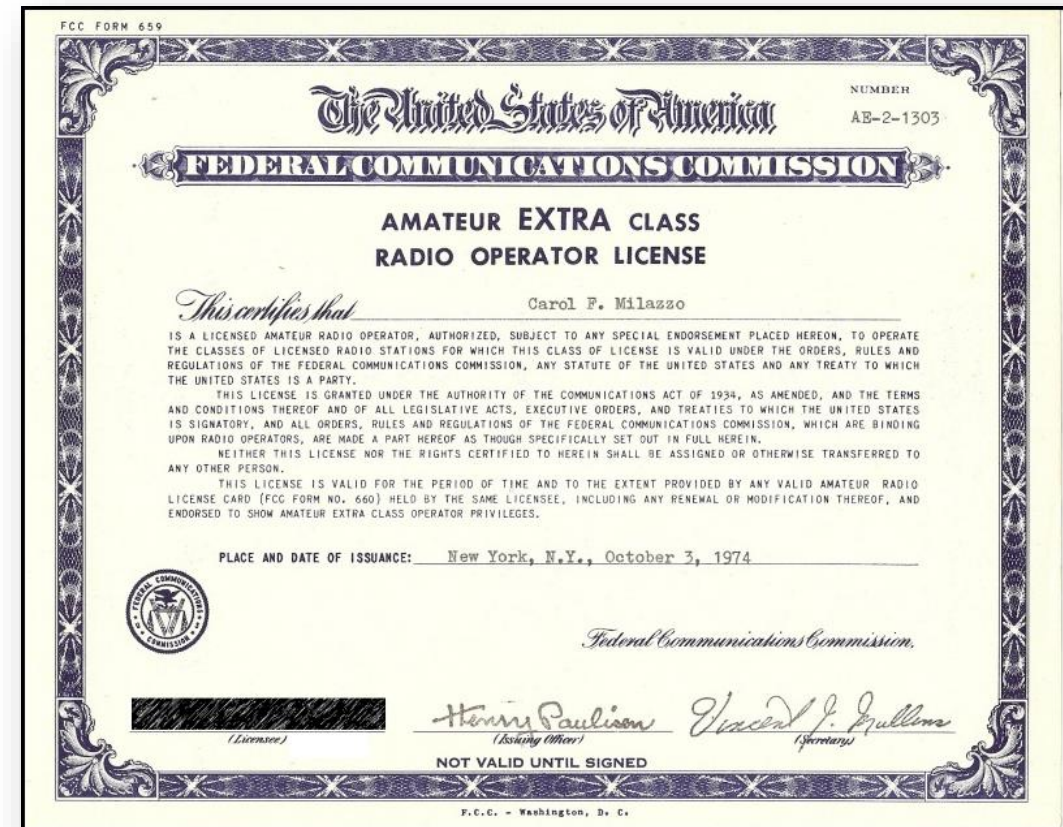 FCC FORM 659
The United States of America
NUMBER
AE-2-1303
FEDERAL COMMUNICATIONS COMMISSION
AMATEUR EXTRA CLASS
RADIO OPERATOR LICENSE
This certifies that Carol F. Milazzo
IS A LICENSED AMATEUR RADIO OPERATOR, AUTHORIZED, SUBJECT TO ANY SPECIAL ENDORSEMENT PLACED HEREON, TO OPERATE
THE CLASSES OF LICENSED RADIO STATIONS FOR WHICH THIS CLASS OF LICENSE IS VALID UNDER THE ORDERS, RULES AND
REGULATIONS OF THE FEDERAL COMMUNICATIONS COMMISSION, ANY STATUTE OF THE UNITED STATES AND ANY TREATY TO WHICH
THE UNITED STATES IS A PARTY.
THIS LICENSE IS GRANTED UNDER THE AUTHORITY OF THE COMMUNICATIONS ACT OF 1934, AS AMENDED, AND THE TERMS
AND CONDITIONS THEREOF AND OF ALL LEGISLATIVE ACTS, EXECUTIVE ORDERS, AND TREATIES TO WHICH THE UNITED STATES
IS SIGNATORY, AND ALL ORDERS, RULES AND REGULATIONS OF THE FEDERAL COMMUNICATIONS COMMISSION, WHICH ARE BINDING
UPON RADIO OPERATORS, ARE MADE A PART HEREOF AS THOUGH SPECIFICALLY SET OUT IN FULL HEREIN.
NEITHER THIS LICENSE NOR THE RIGHTS CERTIFIED TO HEREIN SHALL BE ASSIGNED OR OTHERWISE TRANSFERRED TO
ANY OTHER PERSON.
THIS LICENSE IS VALID FOR THE PERIOD OF TIME AND TO THE EXTENT PROVIDED BY ANY VALID AMATEUR RADIO
LICENSE CARD (FCC FORM NO. 660) HELD BY THE SAME LICENSEE, INCLUDING ANY RENEWAL OR MODIFICATION THEREOF, AND
ENDORSED TO SHOW AMATEUR EXTRA CLASS OPERATOR PRIVILEGES.
PLACE AND DATE OF ISSUANCE: New York, N.Y., October 3, 1974
FEDERAL COMMUNICATIONS
COMMISSION
Federal Communications Commission.
Henry Paulison Vincent J. Mullins
(Licensee) (Issuing Officer) (Secretary)
NOT VALID UNTIL SIGNED
F.C.C. - Washington, D. C.